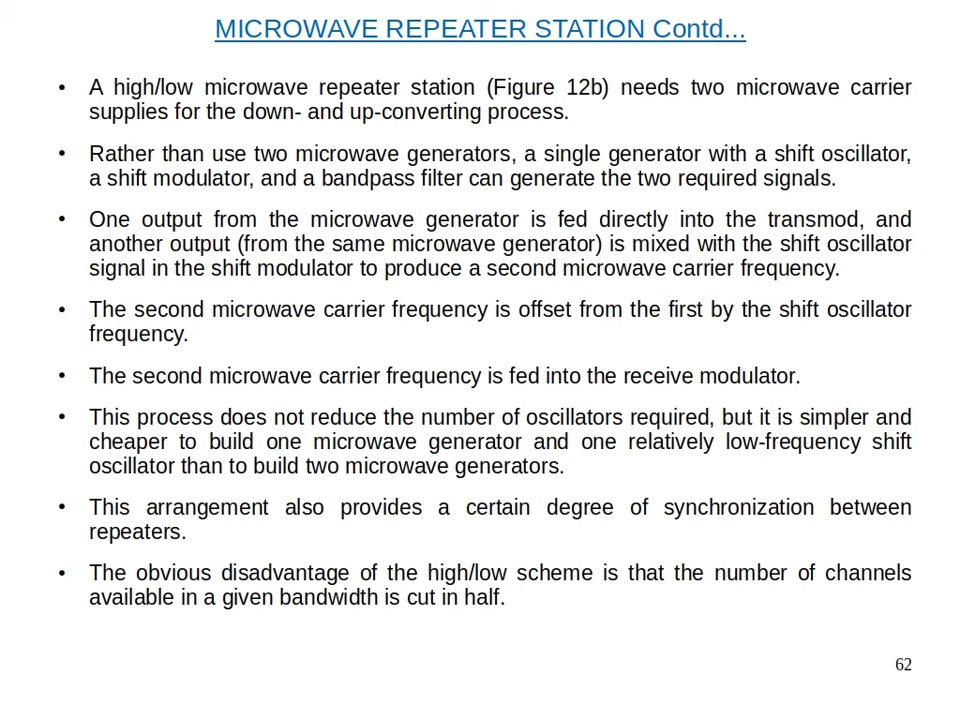 MICROWAVE REPEATER STATION Contd...
• A high/low microwave repeater station (Figure 12b) needs two microwave carrier
supplies for the down- and up-converting process.
• Rather than use two microwave generators, a single generator with a shift oscillator,
a shift modulator, and a bandpass filter can generate the two required signals.
• One output from the microwave generator is fed directly into the transmod, and
another output (from the same microwave generator) is mixed with the shift oscillator
signal in the shift modulator to produce a second microwave carrier frequency.
• The second microwave carrier frequency is offset from the first by the shift oscillator
frequency.
• The second microwave carrier frequency is fed into the receive modulator.
• This process does not reduce the number of oscillators required, but it is simpler and
cheaper to build one microwave generator and one relatively low-frequency shift
oscillator than to build two microwave generators.
• This arrangement also provides a certain degree of synchronization between
repeaters.
• The obvious disadvantage of the high/low scheme is that the number of channels
available in a given bandwidth is cut in half.
62